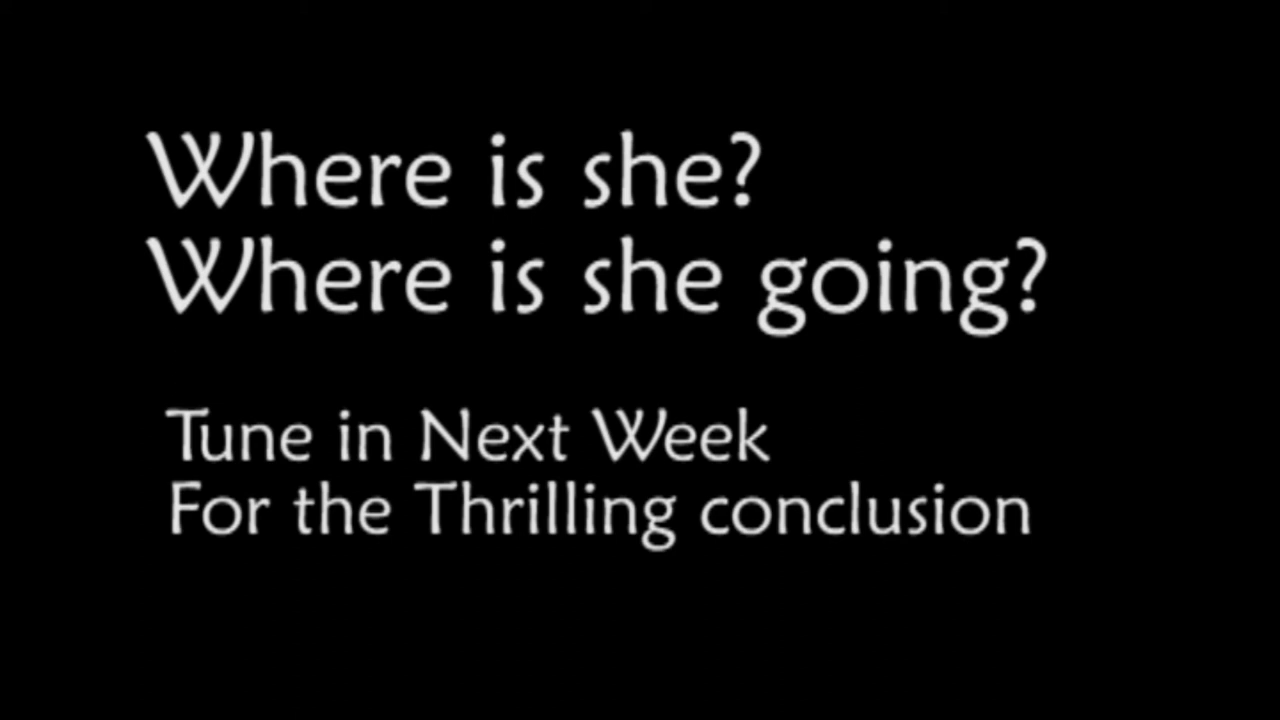 Where is she?
Where is she going?
Tune in Next Week
For the Thrilling conclusion